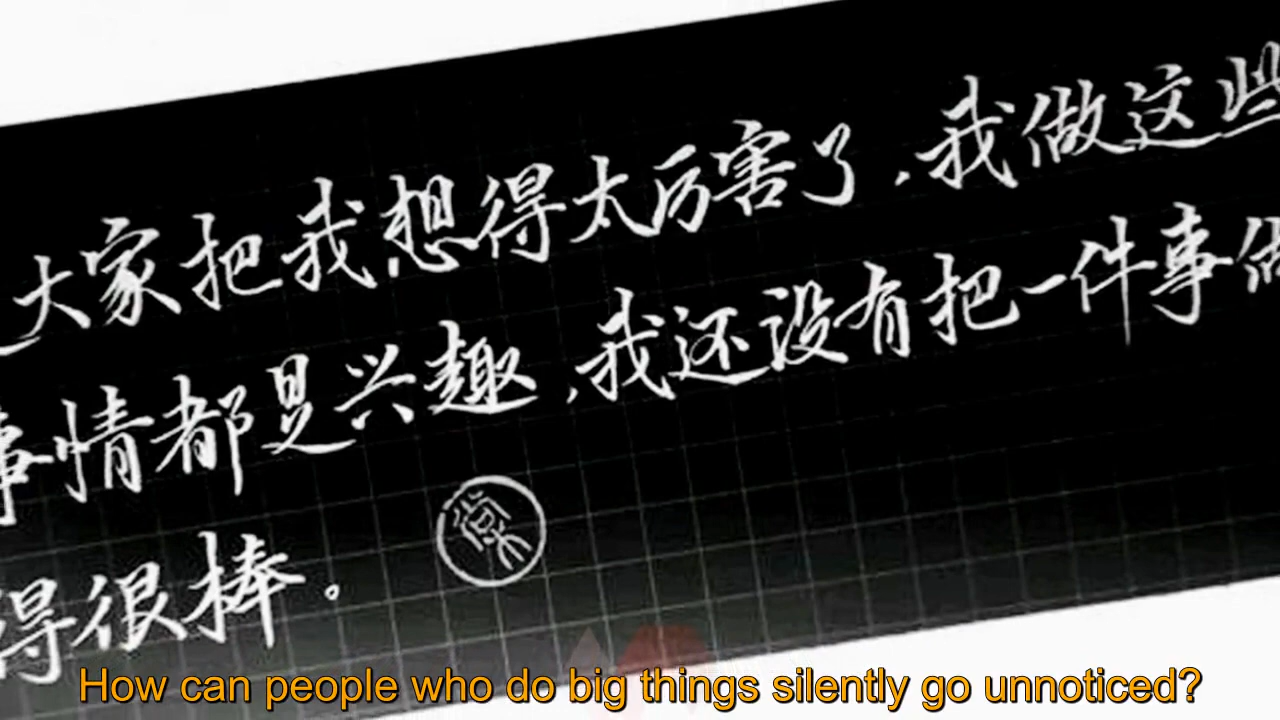 大家把我想得太厉害了,我做这些
事情都是兴趣,我还没有把一件事做
得很棒。
How can people who do big things silently go unnoticed?